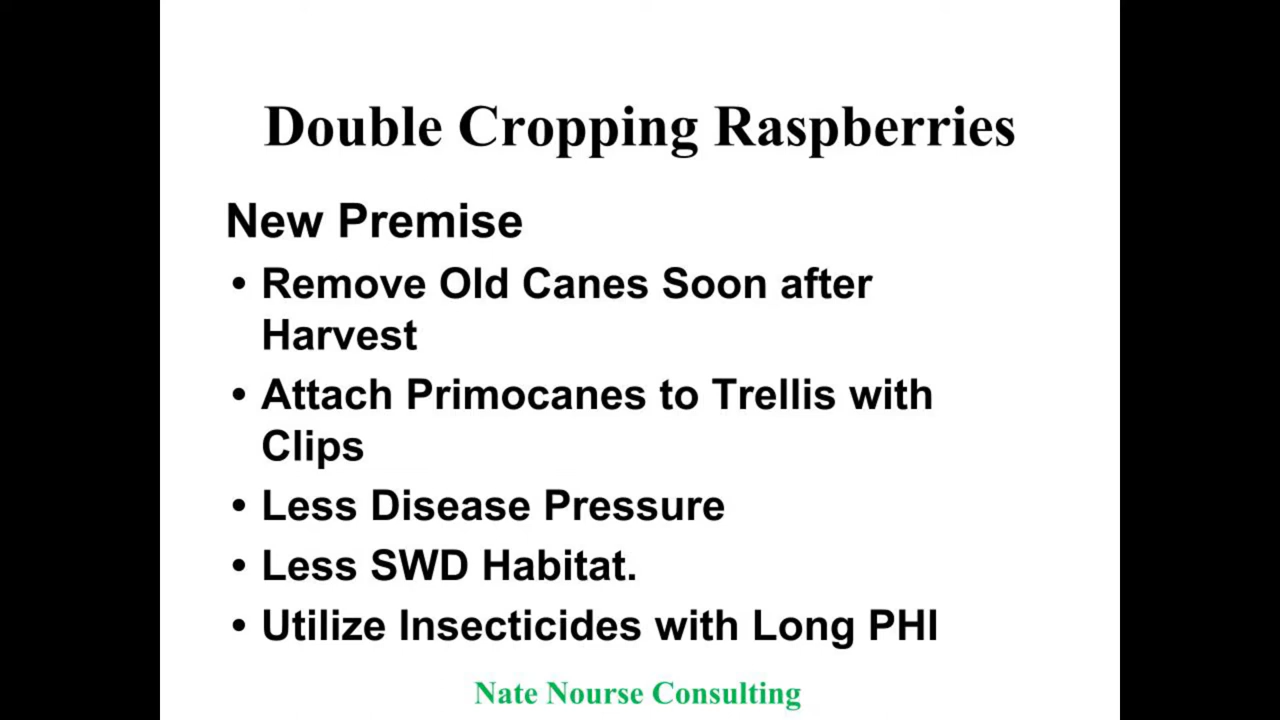 Double Cropping Raspberries
New Premise
• Remove Old Canes Soon after
Harvest
• Attach Primocanes to Trellis with
Clips
• Less Disease Pressure
• Less SWD Habitat.
• Utilize Insecticides with Long PHI
Nate Nourse Consulting